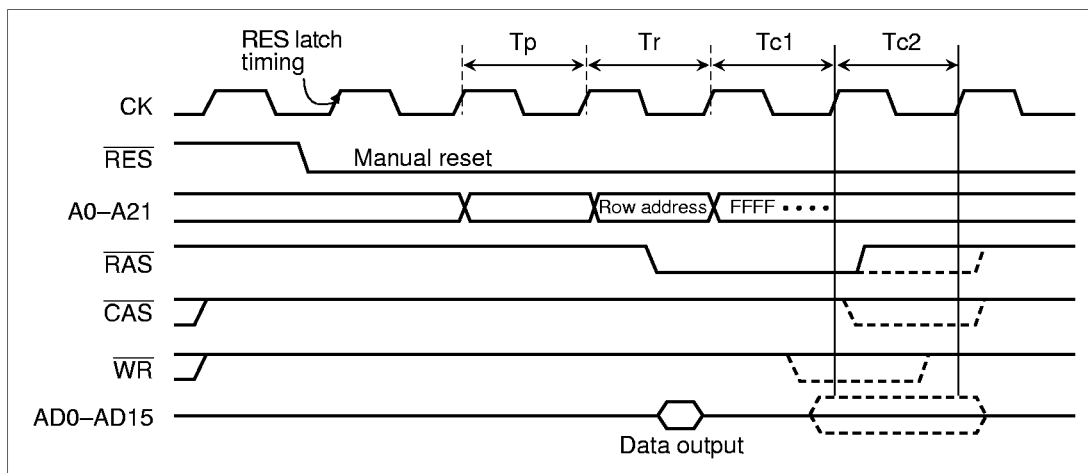 RES latch
timing
Tp
Tr
Tc1
Tc2
CK
RES
Manual reset
A0–A21
Row address
FFFF ····
RAS
CAS
WR
AD0–AD15
Data output